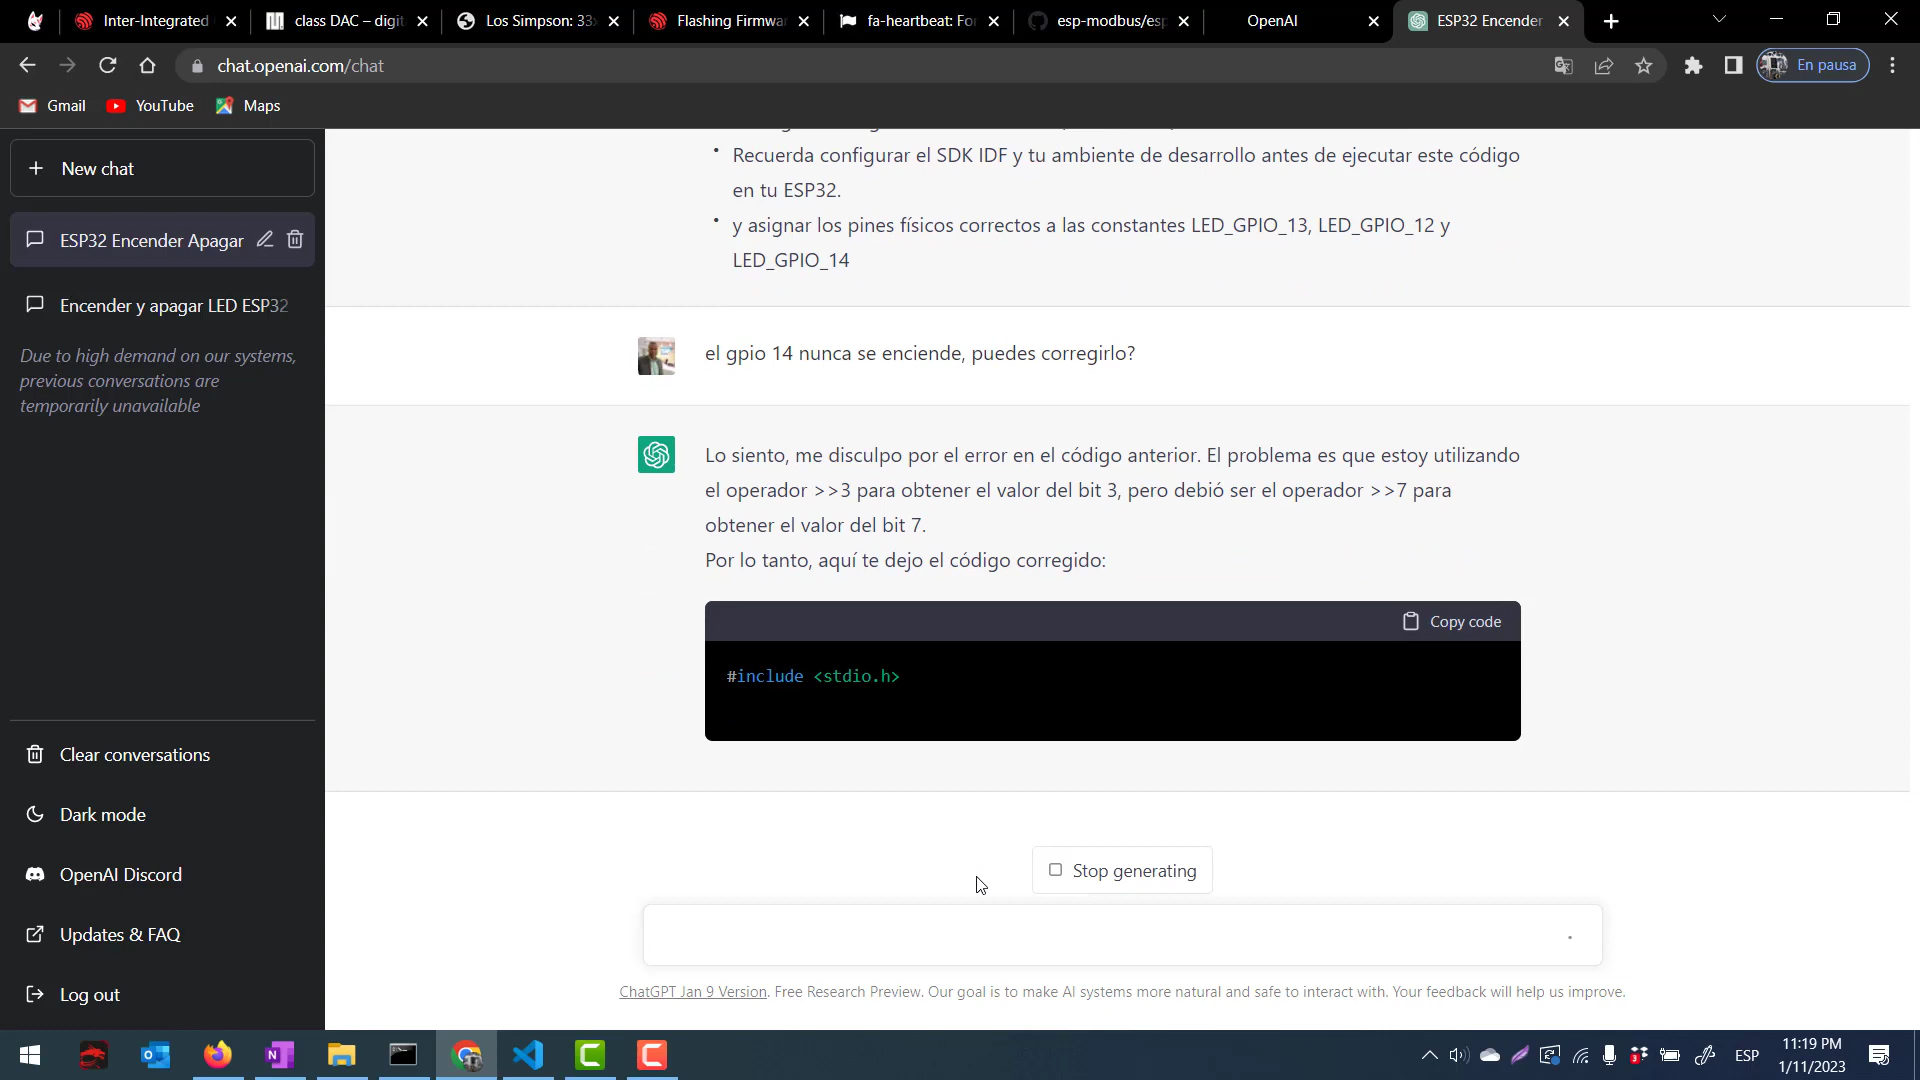 Inter-Integrated
class DAC – digit
Los Simpson: 33
Flashing Firmwa
fa-heartbeat: Fo
esp-modbus/esp
OpenAI
ESP32 Encender
chat.openai.com/chat
En pausa
Gmail
YouTube
Maps
New chat
ESP32 Encender Apagar
Encender y apagar LED ESP32
Due to high demand on our systems,
previous conversations are
temporarily unavailable
Clear conversations
Dark mode
OpenAI Discord
Updates & FAQ
Log out
• Recuerda configurar el SDK IDF y tu ambiente de desarrollo antes de ejecutar este código
en tu ESP32.
• y asignar los pines físicos correctos a las constantes LED_GPIO_13, LED_GPIO_12 y
LED_GPIO_14
el gpio 14 nunca se enciende, puedes corregirlo?
Lo siento, me disculpo por el error en el código anterior. El problema es que estoy utilizando
el operador >>3 para obtener el valor del bit 3, pero debió ser el operador >>7 para
obtener el valor del bit 7.
Por lo tanto, aquí te dejo el código corregido:
Copy code
#include <stdio.h>
Stop generating
ChatGPT Jan 9 Version. Free Research Preview. Our goal is to make AI systems more natural and safe to interact with. Your feedback will help us improve.
ESP
11:19 PM
1/11/2023